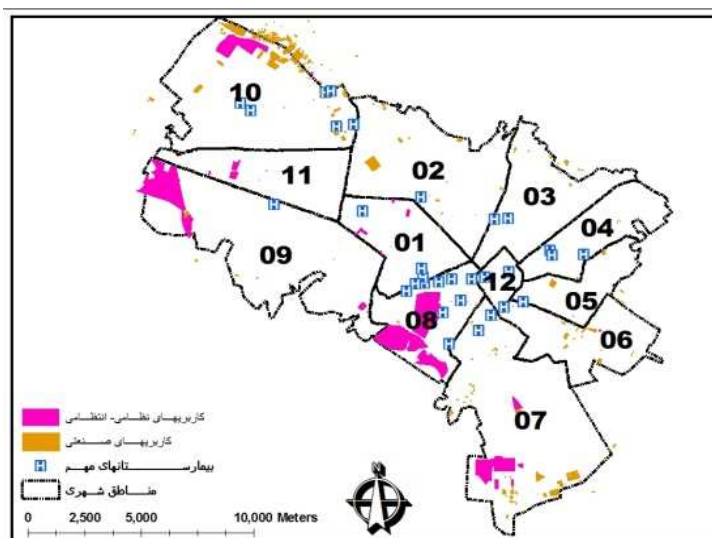 10
11
02
03
04
09
01
12
05
08
06
07
کاربریهای نظامی- انتظامی
کاربریهای صنعتی
بیمارستانهای مهم
مناطق شهری
N
0 2,500 5,000 10,000 Meters